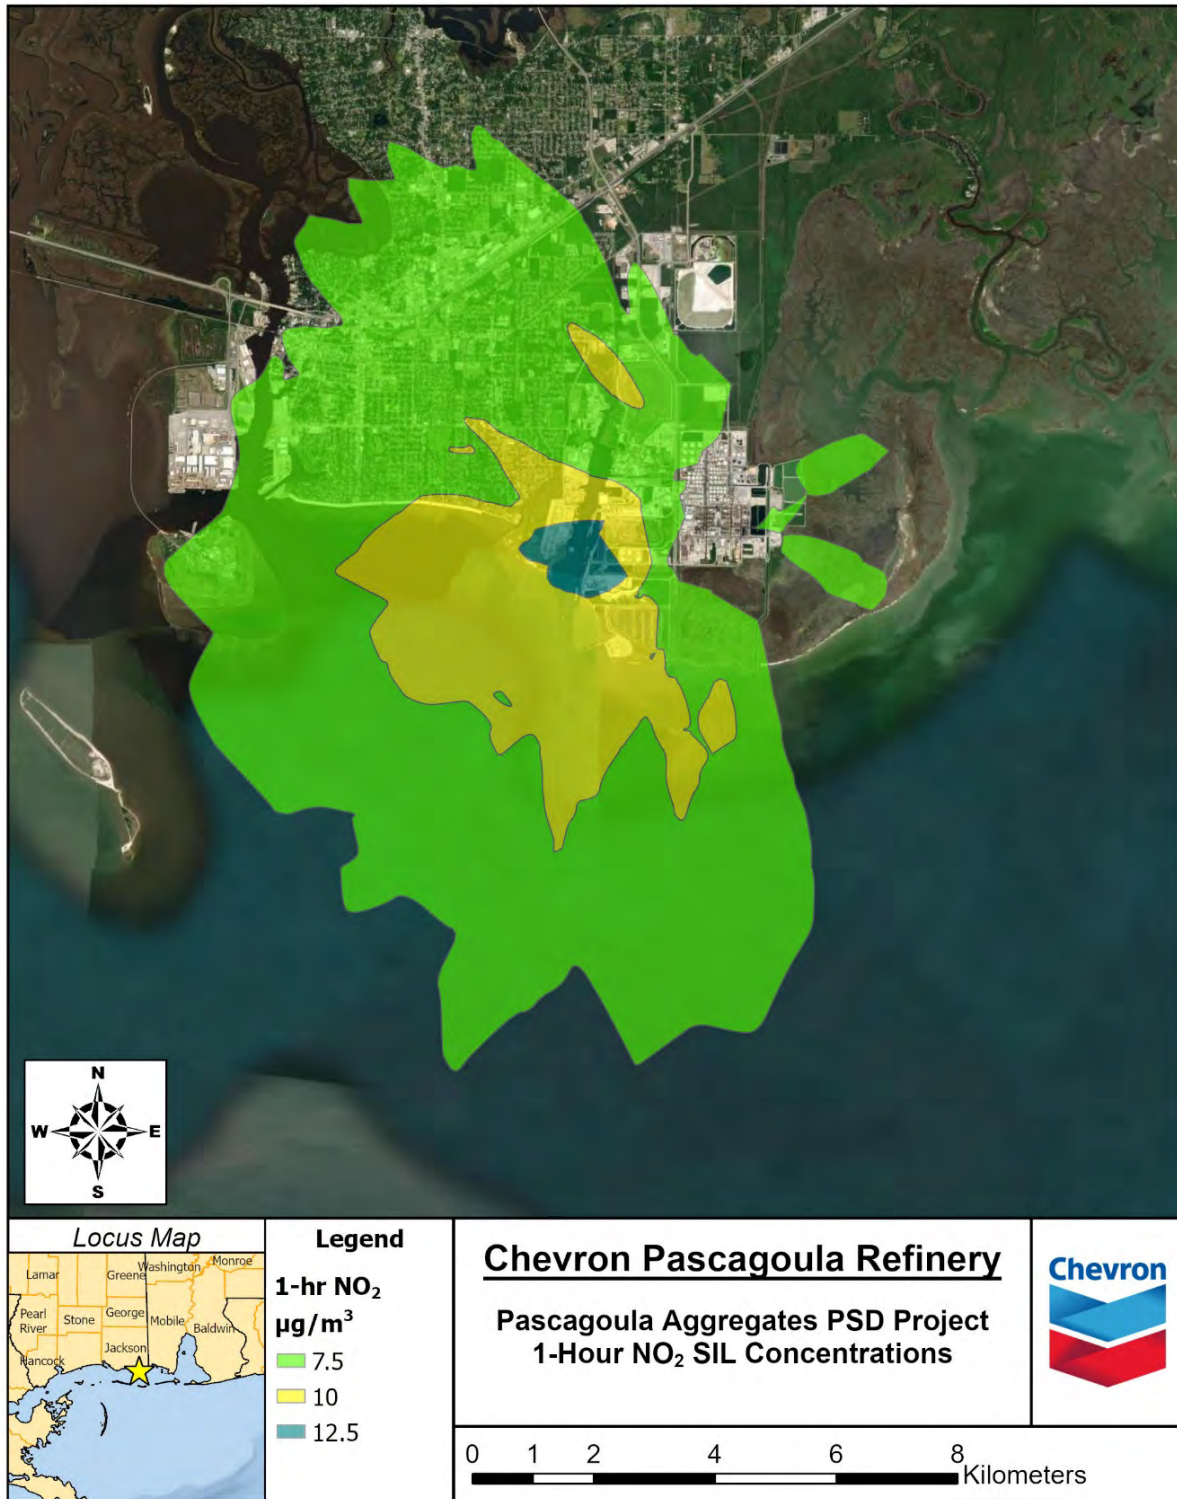 N
W E
S
Locus Map
Lamar
Greene
Washington
Monroe
Pearl
River
Stone
George
Mobile
Baldwin
Jackson
Hancock
Legend
1-hr NO₂
µg/m³
7.5
10
12.5
Chevron Pascagoula Refinery
Pascagoula Aggregates PSD Project
1-Hour NO₂ SIL Concentrations
Chevron
0 1 2 4 6 8
Kilometers